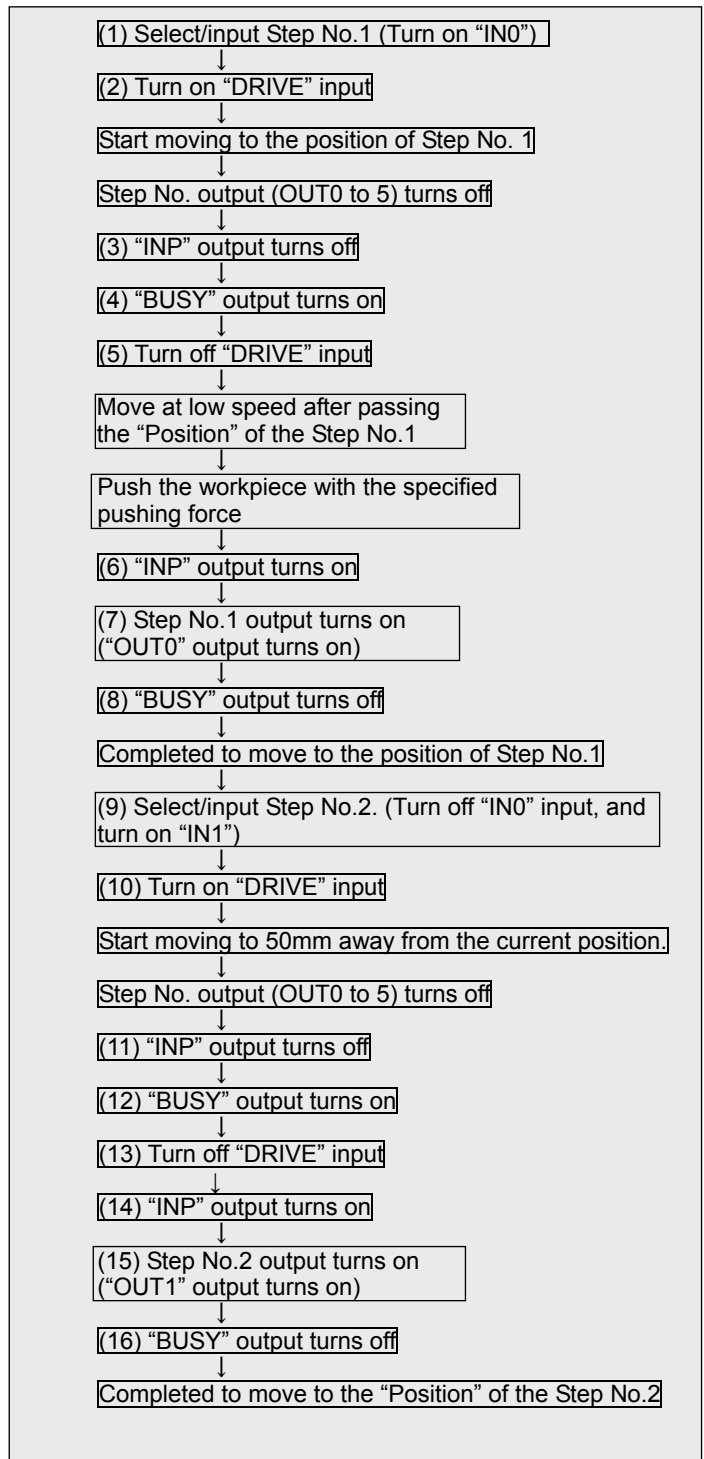 (1) Select/input Step No.1 (Turn on “IN0”)
↓
(2) Turn on “DRIVE” input
↓
Start moving to the position of Step No. 1
↓
Step No. output (OUT0 to 5) turns off
↓
(3) “INP” output turns off
↓
(4) “BUSY” output turns on
↓
(5) Turn off “DRIVE” input
↓
Move at low speed after passing
the “Position” of the Step No.1
↓
Push the workpiece with the specified
pushing force
↓
(6) “INP” output turns on
↓
(7) Step No.1 output turns on
(“OUT0” output turns on)
↓
(8) “BUSY” output turns off
↓
Completed to move to the position of Step No.1
↓
(9) Select/input Step No.2. (Turn off “IN0” input, and
turn on “IN1”)
↓
(10) Turn on “DRIVE” input
↓
Start moving to 50mm away from the current position.
↓
Step No. output (OUT0 to 5) turns off
↓
(11) “INP” output turns off
↓
(12) “BUSY” output turns on
↓
(13) Turn off “DRIVE” input
↓
(14) “INP” output turns on
↓
(15) Step No.2 output turns on
(“OUT1” output turns on)
↓
(16) “BUSY” output turns off
↓
Completed to move to the “Position” of the Step No.2